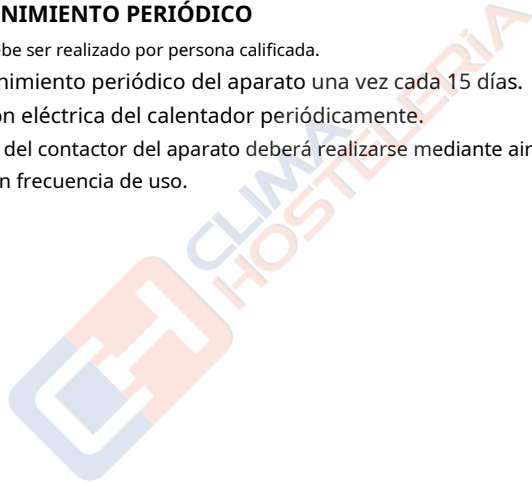 NIMIENTO PERIÓDICO
be ser realizado por persona calificada.
nimiento periódico del aparato una vez cada 15 días.
n eléctrica del calentador periódicamente.
del contactor del aparato deberá realizarse mediante air
n frecuencia de uso.
CLIMA
HOSTELERÍA